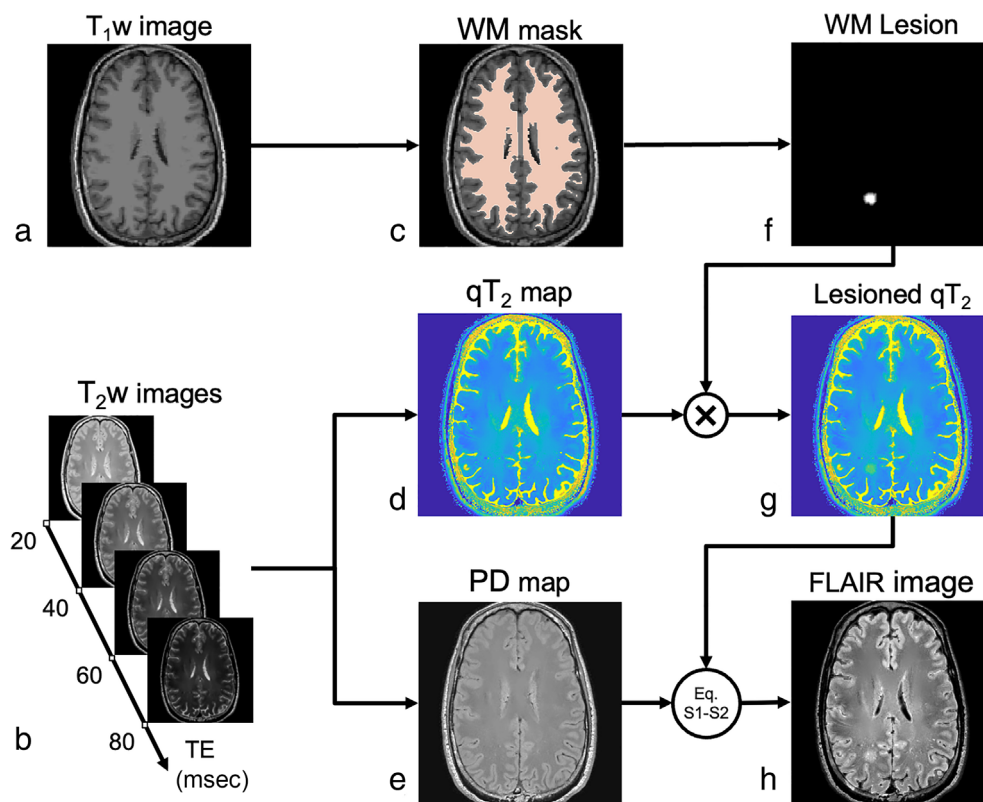 T₁w image
WM mask
WM Lesion
a
c
f
qT₂ map
Lesioned qT₂
T₂w images
d
g
20
40
60
80
TE
(msec)
b
PD map
FLAIR image
Eq.
S1-S2
e
h